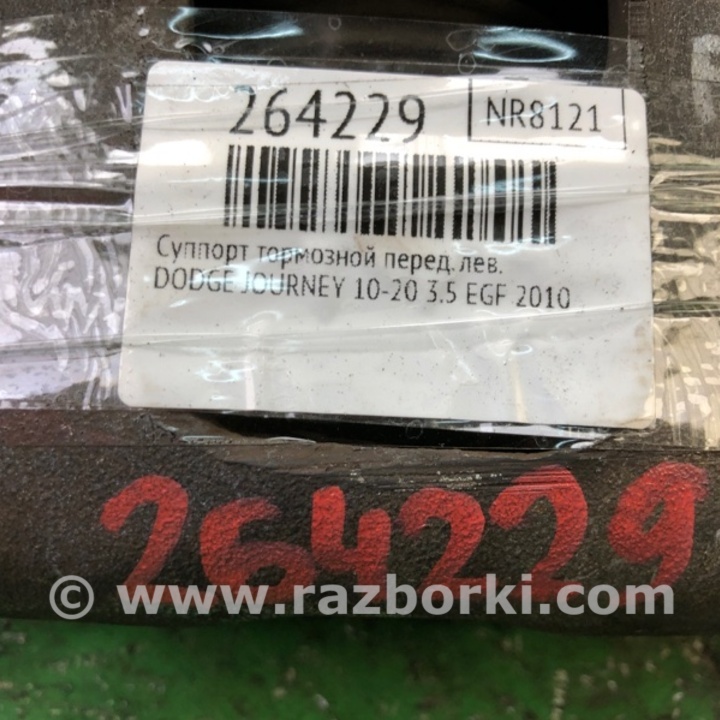 264229 NR8121
Суппорт тормозной перед.лев.
DODGE JOURNEY 10-20 3.5 EGF 2010
264229
© www.razborki.com